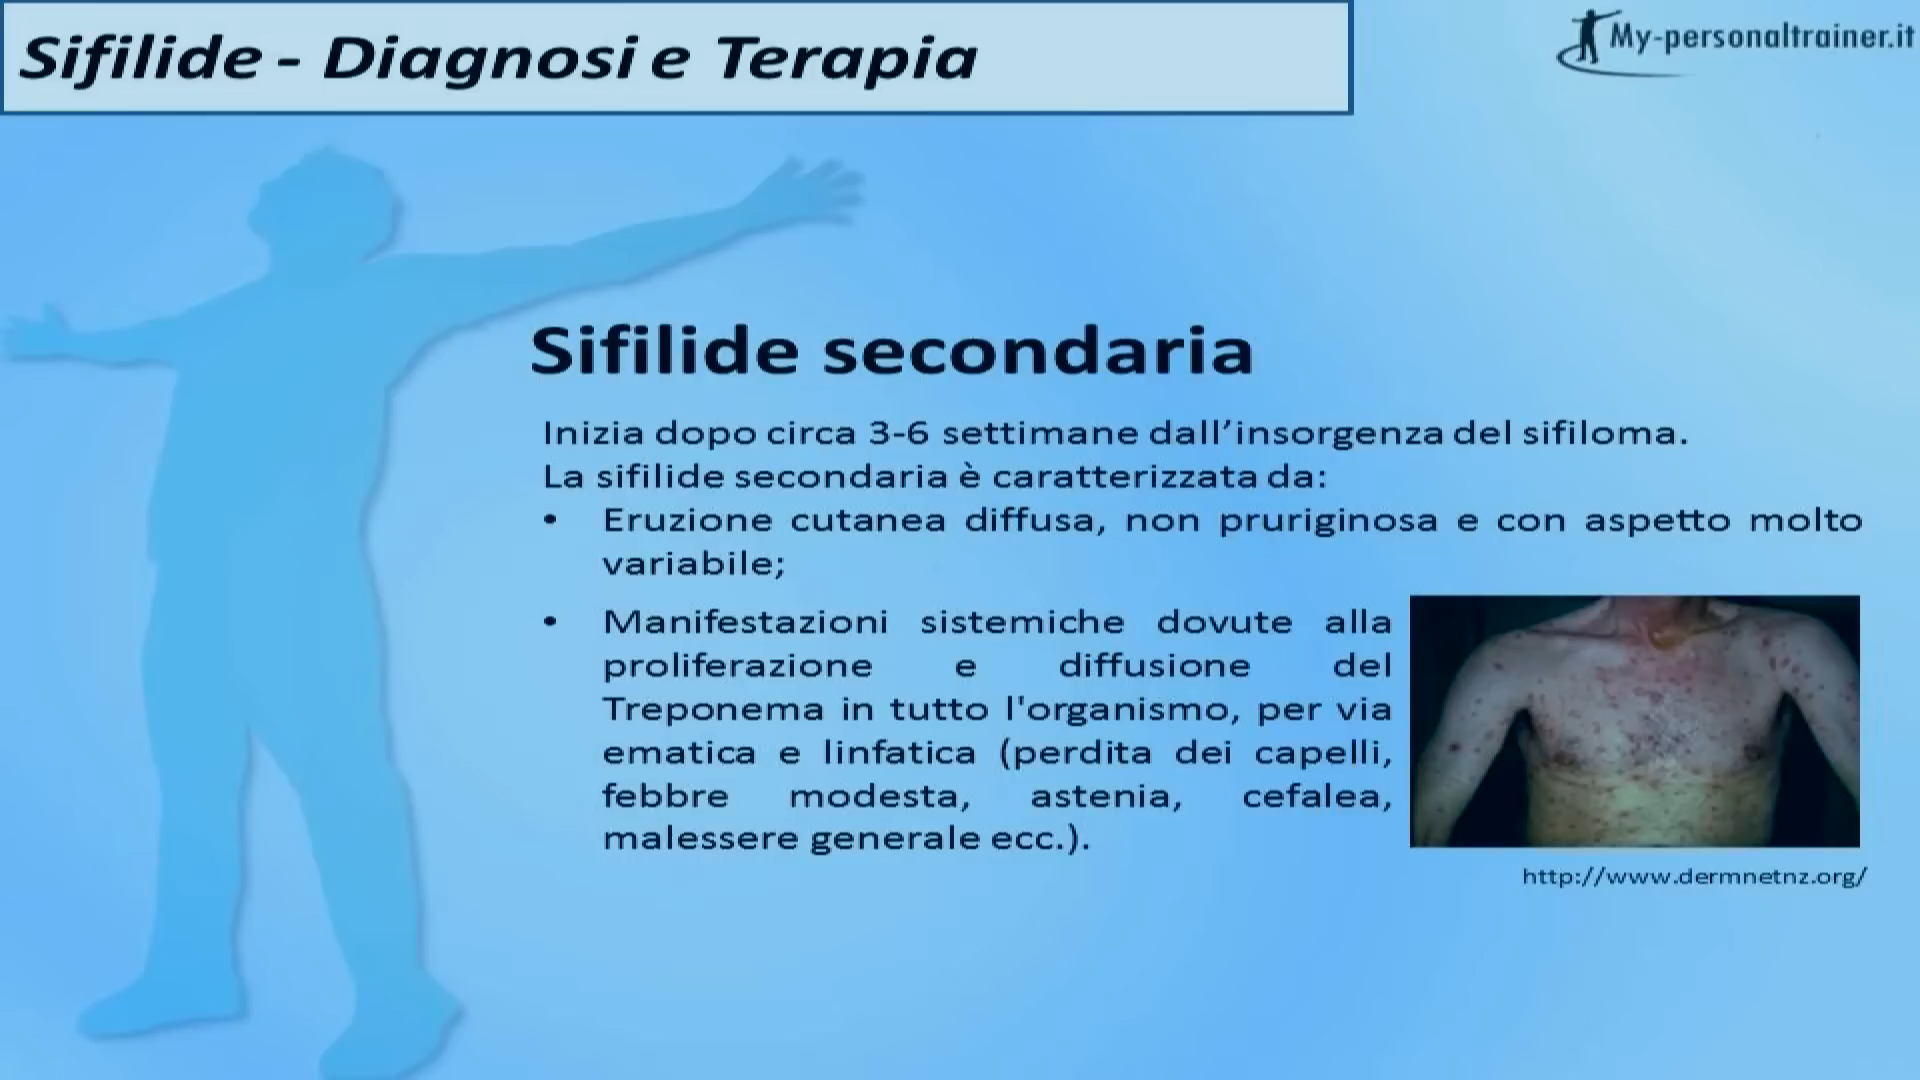 Sifilide - Diagnosi e Terapia
My-personaltrainer.it
Sifilide secondaria
Inizia dopo circa 3-6 settimane dall’insorgenza del sifiloma.
La sifilide secondaria è caratterizzata da:
• Eruzione cutanea diffusa, non pruriginosa e con aspetto molto
variabile;
• Manifestazioni sistemiche dovute alla
proliferazione e diffusione del
Treponema in tutto l'organismo, per via
ematica e linfatica (perdita dei capelli,
febbre modesta, astenia, cefalea,
malessere generale ecc.).
http://www.dermnetnz.org/